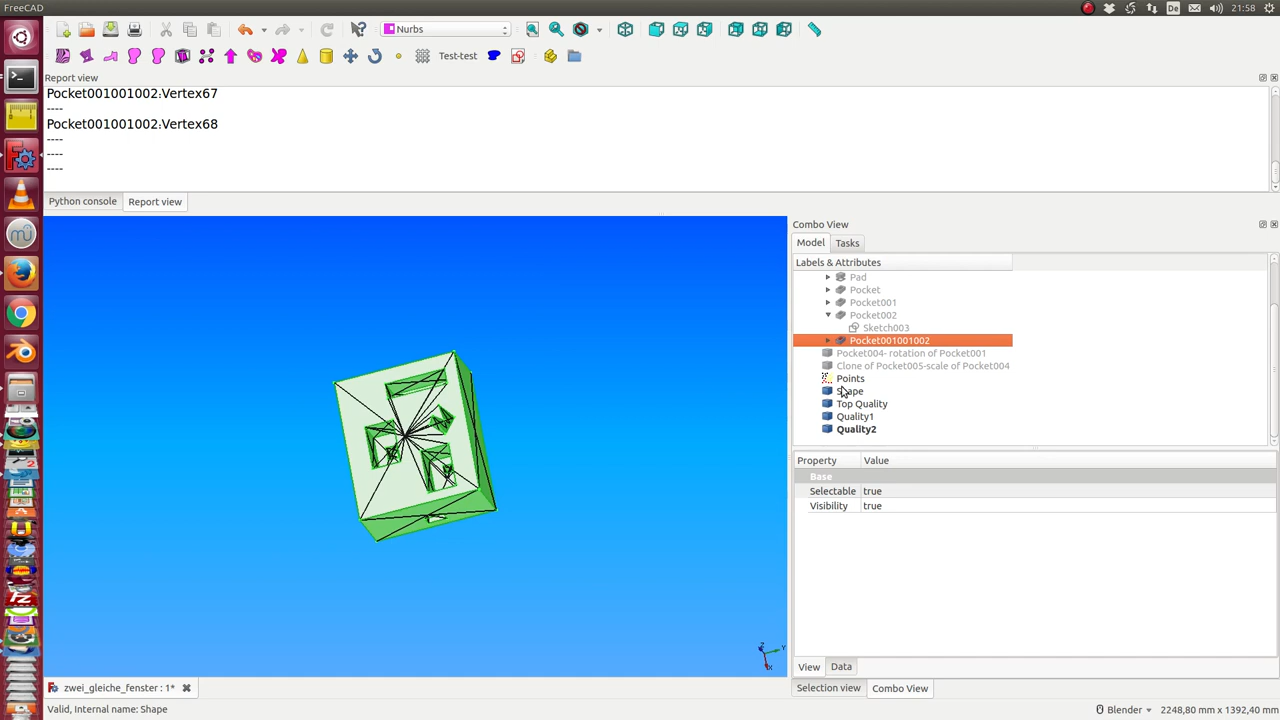 FreeCAD
21:58
Nurbs
Test-test
Report view
Pocket001001002:Vertex67
----
Pocket001001002:Vertex68
----
----
----
Python console
Report view
Combo View
Model
Tasks
Labels & Attributes
Pad
Pocket
Pocket001
Pocket002
Sketch003
Pocket001001002
Pocket004- rotation of Pocket001
Clone of Pocket005-scale of Pocket004
Points
Shape
Top Quality
Quality1
Quality2
Property
Value
Base
Selectable
true
Visibility
true
Z
Y
X
View
Data
zwei_gleiche_fenster : 1*
Selection view
Combo View
Valid, Internal name: Shape
Blender
2248,80 mm x 1392,40 mm